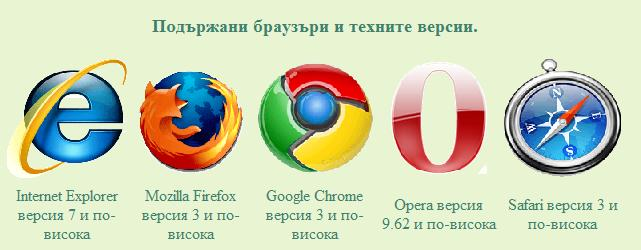 Подържани браузъри и техните версии.
Internet Explorer
версия 7 и по-
висока
Mozilla Firefox
версия 3 и по-
висока
Google Chrome
версия 3 и по-
висока
Opera версия
9.62 и по-висока
Safari версия 3 и
по-висока